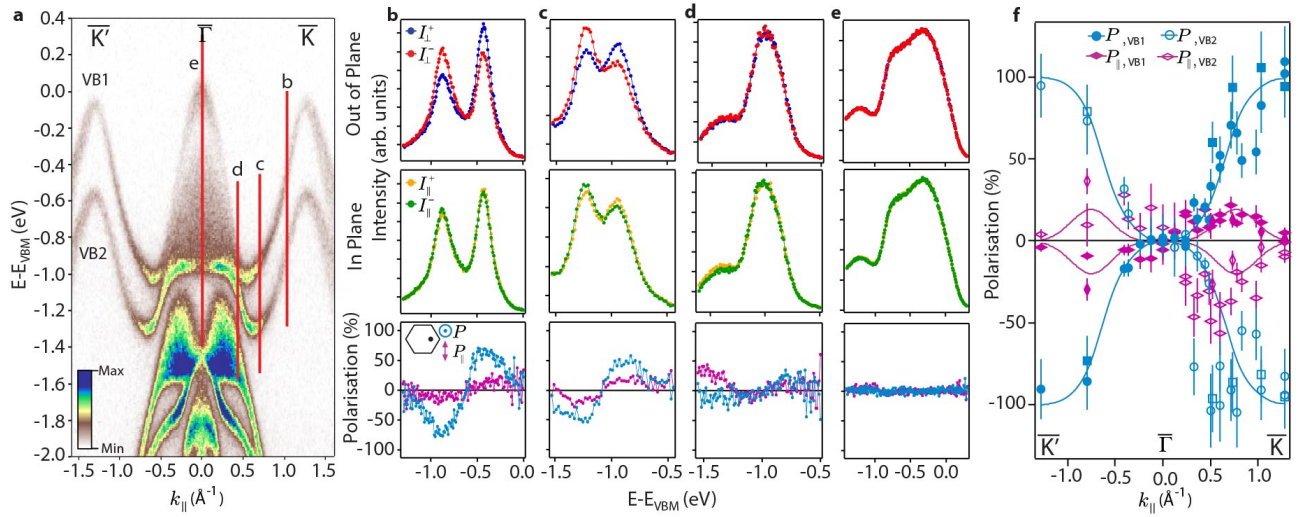 a
K̅′
Γ̅
K̅
e
b
VB1
d
c
VB2
E-E_VBM (eV)
0.4
0.2
0.0
-0.2
-0.4
-0.6
-0.8
-1.0
-1.2
-1.4
-1.6
-1.8
-2.0
Max
Min
-1.5
-1.0
0.5
0.0
0.5
1.0
1.5
k_∥ (Å⁻¹)
b
c
d
e
Out of Plane
In Plane
Intensity (arb. units)
I⊥⁺
I⊥⁻
I∥⁺
I∥⁻
Polarisation (%)
100
50
0
-50
-100
P
P∥
-1.0
-0.5
0.0
-1.5
-1.0
-0.5
-1.5
-1.0
-0.5
-1.5
-1.0
-0.5
0.0
E-E_VBM (eV)
f
P ,VB1
P ,VB2
P∥,VB1
P∥,VB2
Polarisation (%)
100
50
0
-50
-100
K̅′
Γ̅
K̅
-1.0
-0.5
0.0
0.5
1.0
k_∥ (Å⁻¹)